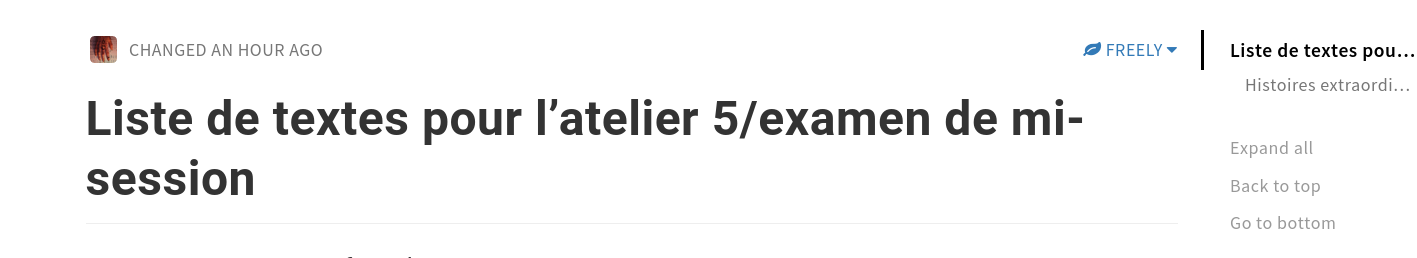 CHANGED AN HOUR AGO
FREELY
Liste de textes pour l’atelier 5/examen de mi-
session
Liste de textes pou…
Histoires extraordi…
Expand all
Back to top
Go to bottom